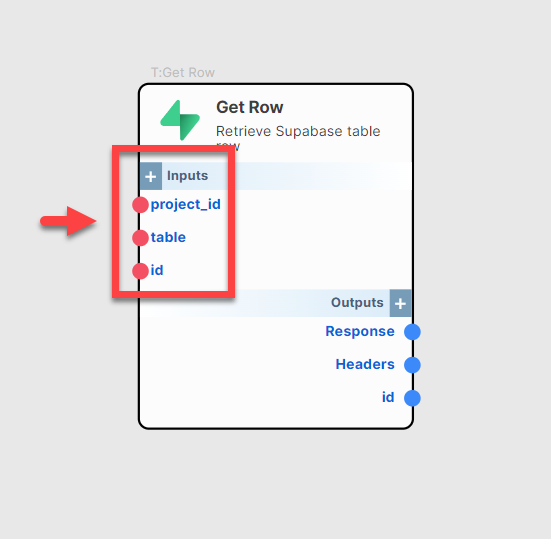 T:Get Row
Get Row
Retrieve Supabase table
row
+ Inputs
project_id
table
id
Outputs +
Response
Headers
id